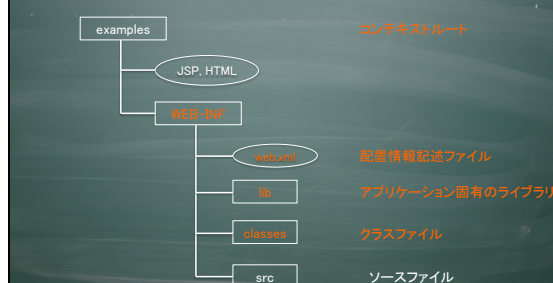 examples コンテキストルート
JSP, HTML
WEB-INF
web.xml 配置情報記述ファイル
lib アプリケーション固有のライブラリ
classes クラスファイル
src ソースファイル